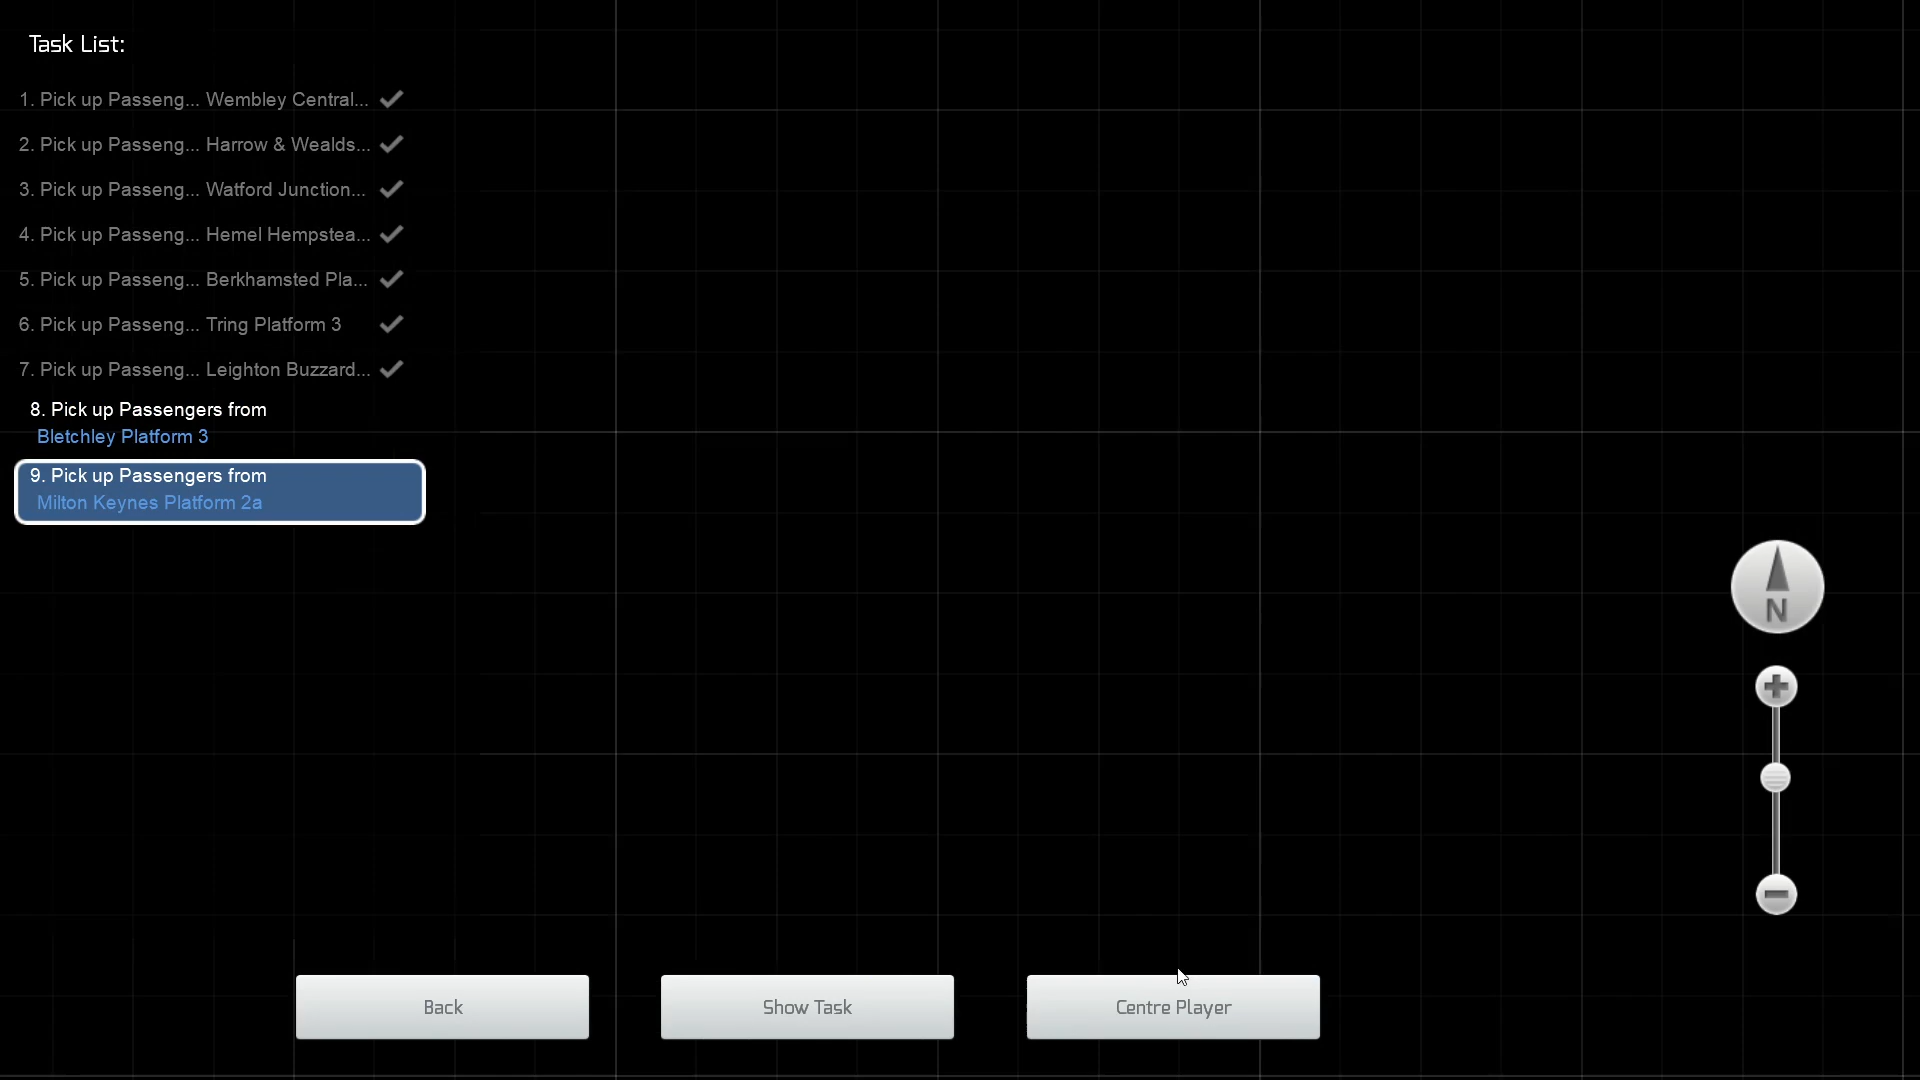 Task List:
1. Pick up Passeng... Wembley Central...
2. Pick up Passeng... Harrow & Wealds...
3. Pick up Passeng... Watford Junction...
4. Pick up Passeng... Hemel Hempstea...
5. Pick up Passeng... Berkhamsted Pla...
6. Pick up Passeng... Tring Platform 3
7. Pick up Passeng... Leighton Buzzard...
8. Pick up Passengers from
Bletchley Platform 3
9. Pick up Passengers from
Milton Keynes Platform 2a
N
Back
Show Task
Centre Player